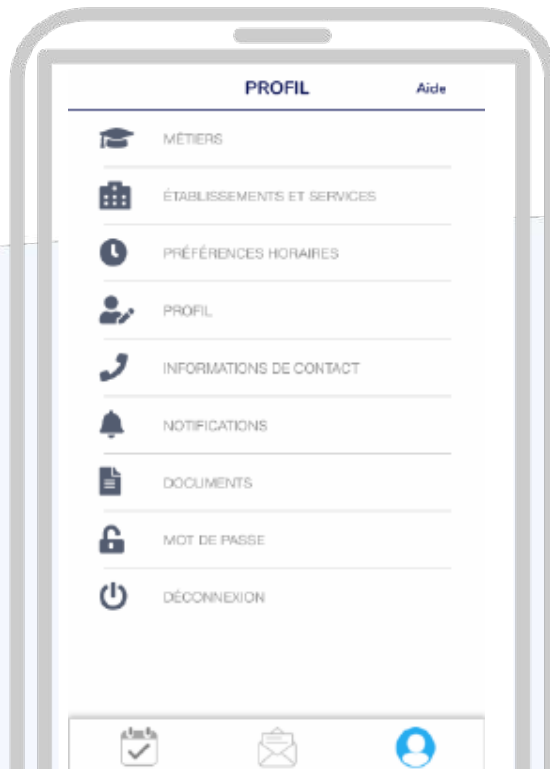 PROFIL Aide
MÉTIERS
ÉTABLISSEMENTS ET SERVICES
PRÉFÉRENCES HORAIRES
PROFIL
INFORMATIONS DE CONTACT
NOTIFICATIONS
DOCUMENTS
MOT DE PASSE
DÉCONNEXION